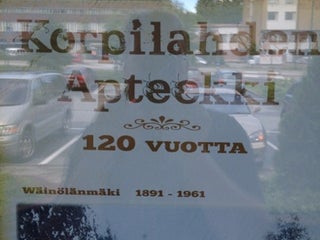 Korpilahden
Apteekki
120 VUOTTA
Wäinölänmäki 1891 - 1961